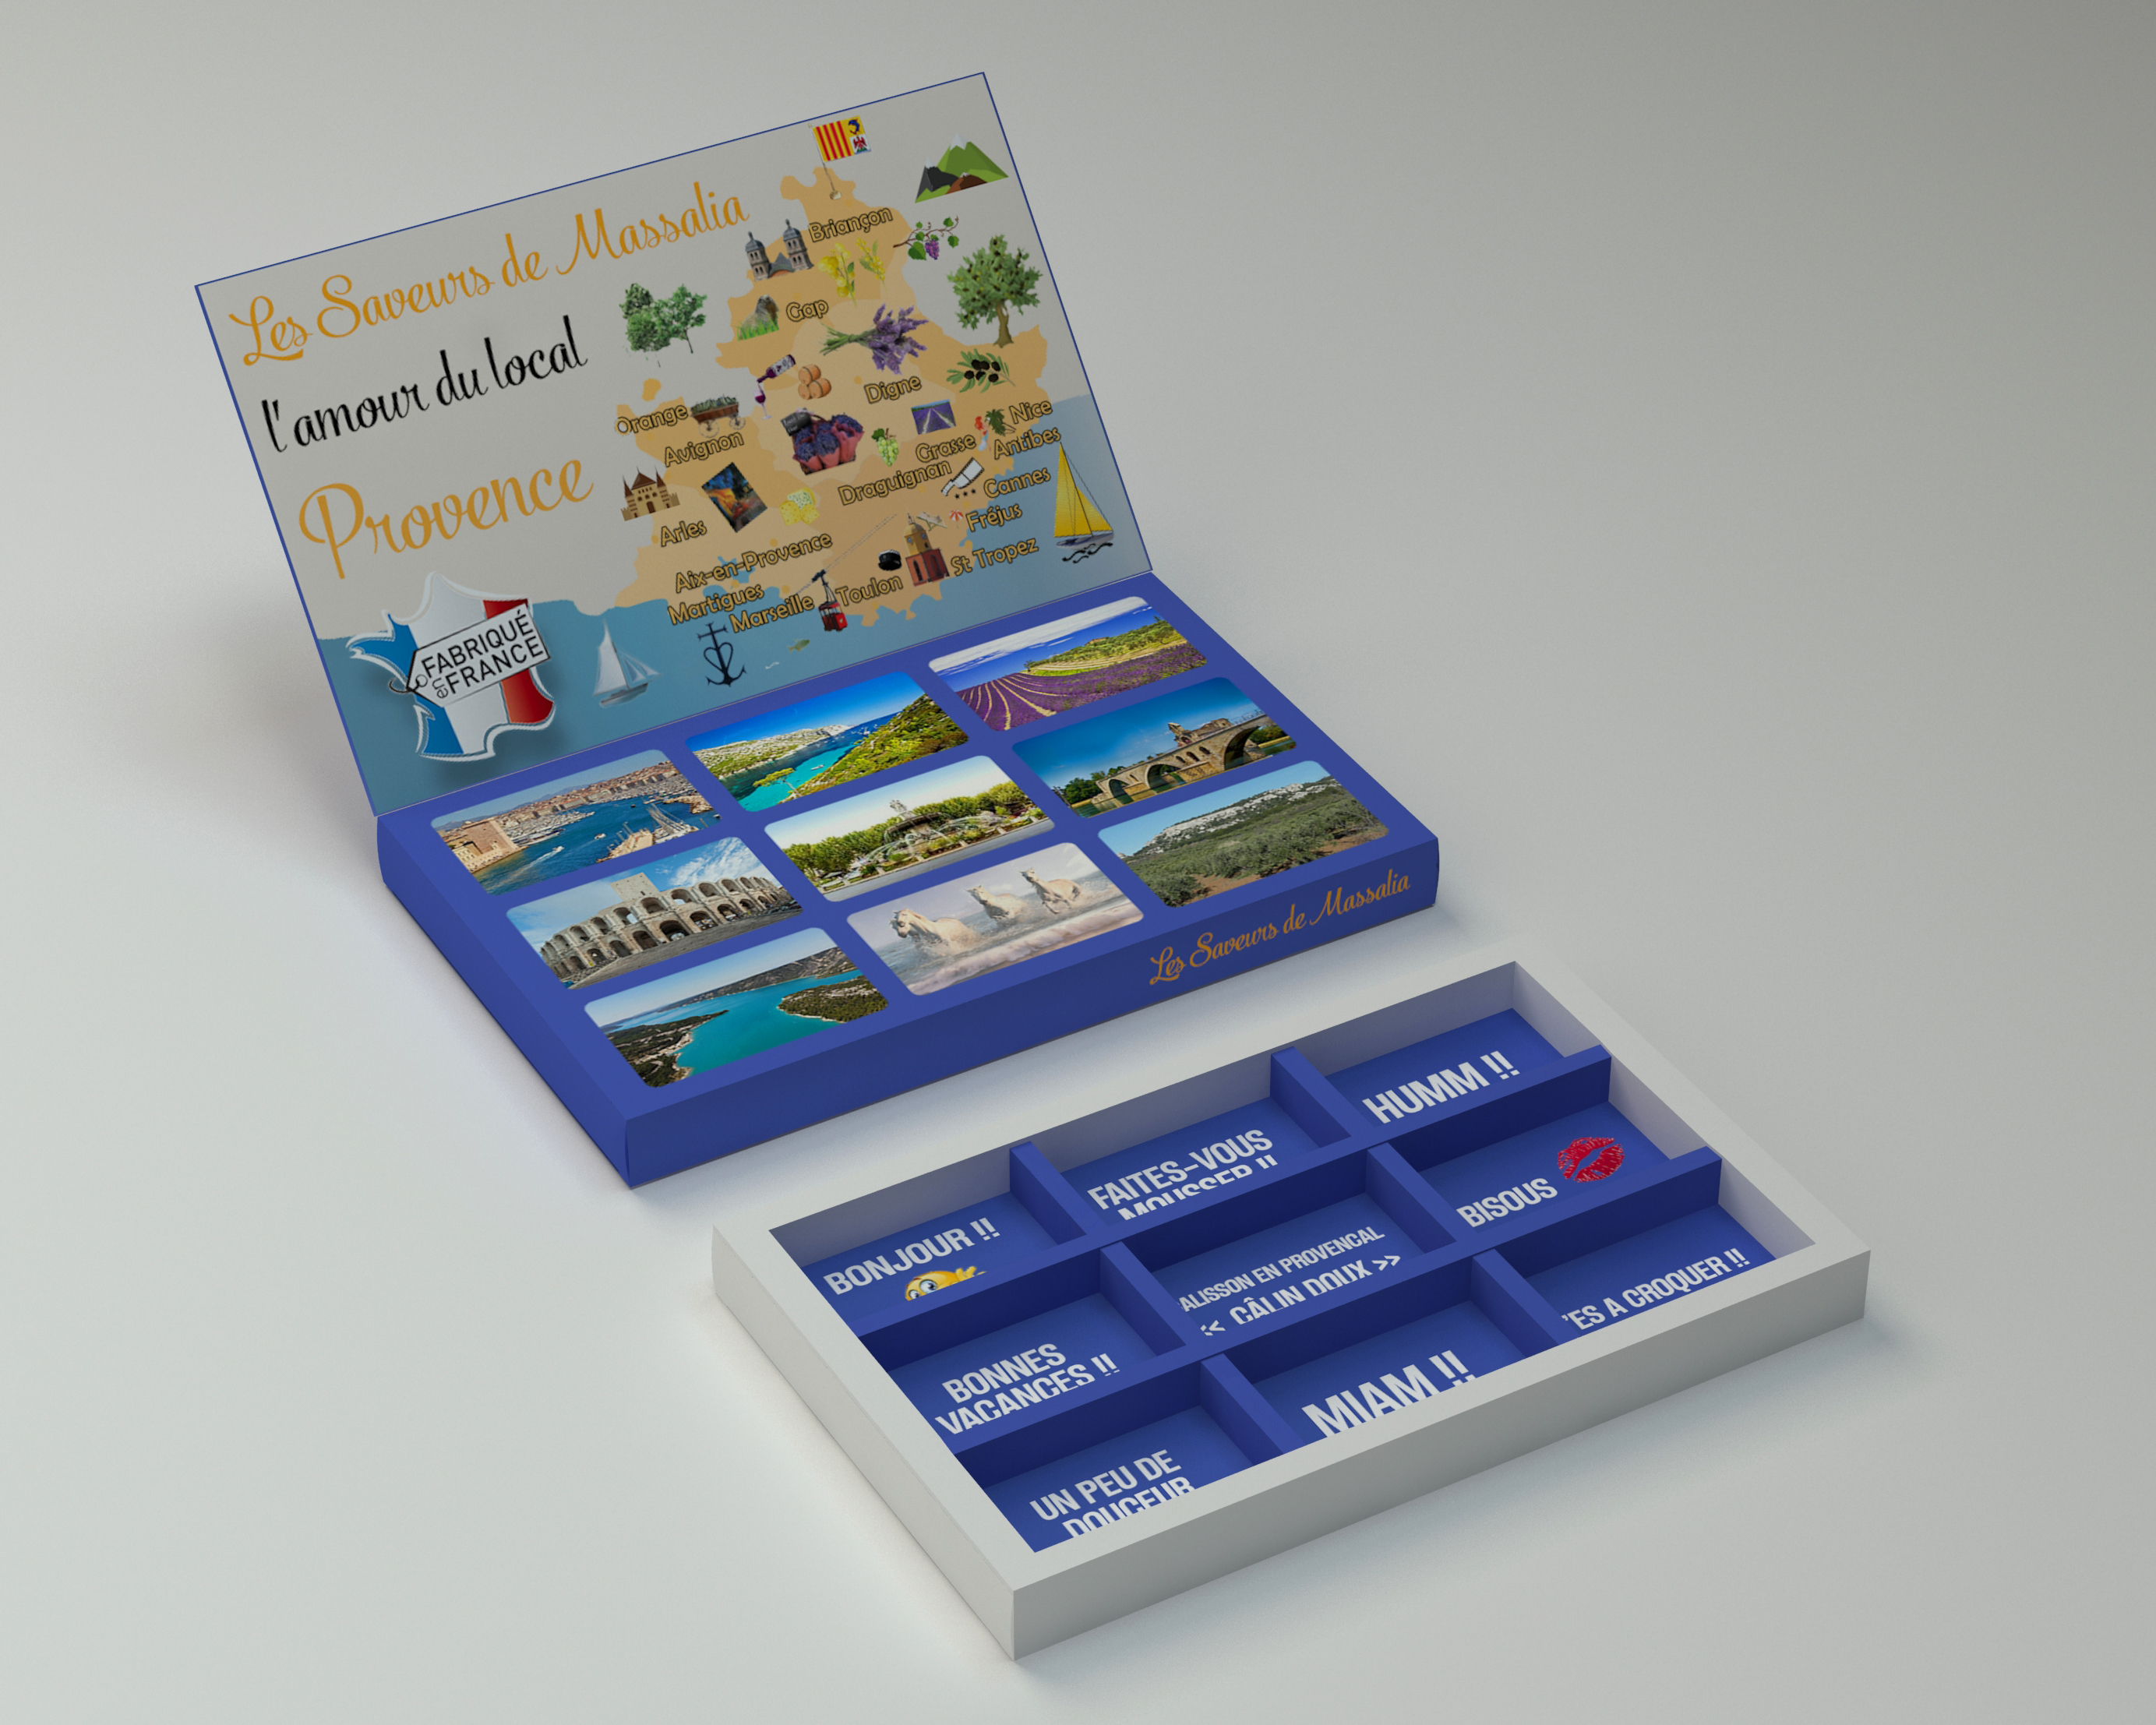 Les Saveurs de Massalia
l'amour du local
Provence
Briançon
Gap
Orange
Digne
Avignon
Nice
Grasse
Antibes
Draguignan
Cannes
Arles
Fréjus
Aix-en-Provence
St Tropez
Martigues
Marseille
Toulon
FABRIQUÉ
en FRANCE
Les Saveurs de Massalia
HUMM !!
FAITES-VOUS
MOUSSER !!
BISOUS
BONJOUR !!
ALISSON EN PROVENCAL
<< CÂLIN DOUX >>
'ES A CROQUER !!
BONNES
VACANCES !!
MIAM !!
UN PEU DE
DOUCEUR